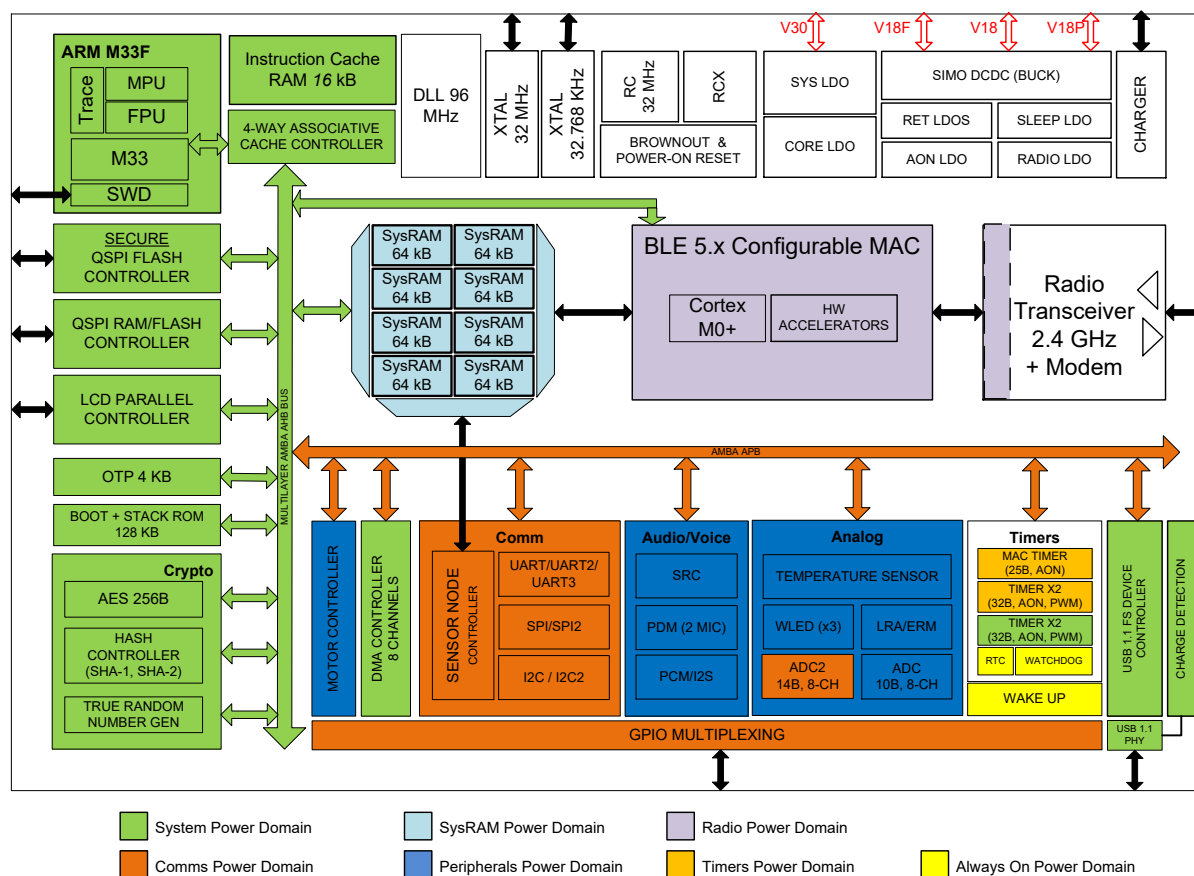 V30
V18F
V18
V18P
ARM M33F
Trace
MPU
FPU
M33
SWD
Instruction Cache
RAM 16 kB
4-WAY ASSOCIATIVE
CACHE CONTROLLER
DLL 96
MHz
XTAL
32 MHz
XTAL
32.768 KHz
RC
32 MHz
RCX
BROWNOUT &
POWER-ON RESET
SYS LDO
CORE LDO
SIMO DCDC (BUCK)
RET LDOS
SLEEP LDO
AON LDO
RADIO LDO
CHARGER
SECURE
QSPI FLASH
CONTROLLER
QSPI RAM/FLASH
CONTROLLER
LCD PARALLEL
CONTROLLER
OTP 4 KB
BOOT + STACK ROM
128 KB
Crypto
AES 256B
HASH
CONTROLLER
(SHA-1, SHA-2)
TRUE RANDOM
NUMBER GEN
MULTILAYER AMBA AHB BUS
SysRAM
64 kB
SysRAM
64 kB
SysRAM
64 kB
SysRAM
64 kB
SysRAM
64 kB
SysRAM
64 kB
SysRAM
64 kB
SysRAM
64 kB
BLE 5.x Configurable MAC
Cortex
M0+
HW
ACCELERATORS
Radio
Transceiver
2.4 GHz
+ Modem
AMBA APB
MOTOR CONTROLLER
DMA CONTROLLER
8 CHANNELS
Comm
SENSOR NODE
CONTROLLER
UART/UART2/
UART3
SPI/SPI2
I2C / I2C2
Audio/Voice
SRC
PDM (2 MIC)
PCM/I2S
Analog
TEMPERATURE SENSOR
WLED (x3)
LRA/ERM
ADC2
14B, 8-CH
ADC
10B, 8-CH
Timers
MAC TIMER
(25B, AON)
TIMER X2
(32B, AON, PWM)
TIMER X2
(32B, AON, PWM)
RTC
WATCHDOG
WAKE UP
USB 1.1 FS DEVICE
CONTROLLER
CHARGE DETECTION
GPIO MULTIPLEXING
USB 1.1
PHY
System Power Domain
SysRAM Power Domain
Radio Power Domain
Comms Power Domain
Peripherals Power Domain
Timers Power Domain
Always On Power Domain